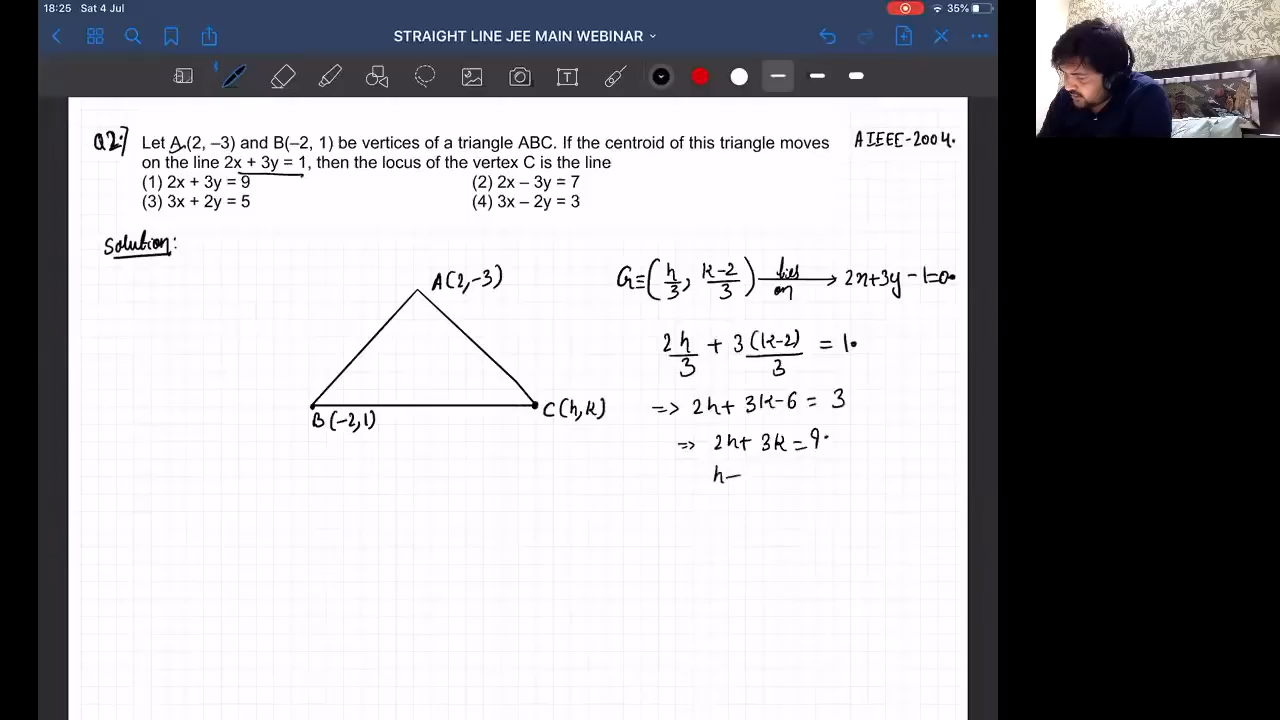 18:25 Sat 4 Jul
35%
STRAIGHT LINE JEE MAIN WEBINAR
Q2.7 Let A (2, –3) and B(–2, 1) be vertices of a triangle ABC. If the centroid of this triangle moves AIEEE-2004.
on the line 2x + 3y = 1, then the locus of the vertex C is the line
(1) 2x + 3y = 9 (2) 2x – 3y = 7
(3) 3x + 2y = 5 (4) 3x – 2y = 3
Solution:
A(2,-3)
B(-2,1)
C(h,k)
G≡(h/3, k-2/3) lies on → 2x+3y-1=0.
2h/3 + 3(k-2)/3 = 1.
=> 2h+3k-6 = 3
=> 2h+3k=9.
h–